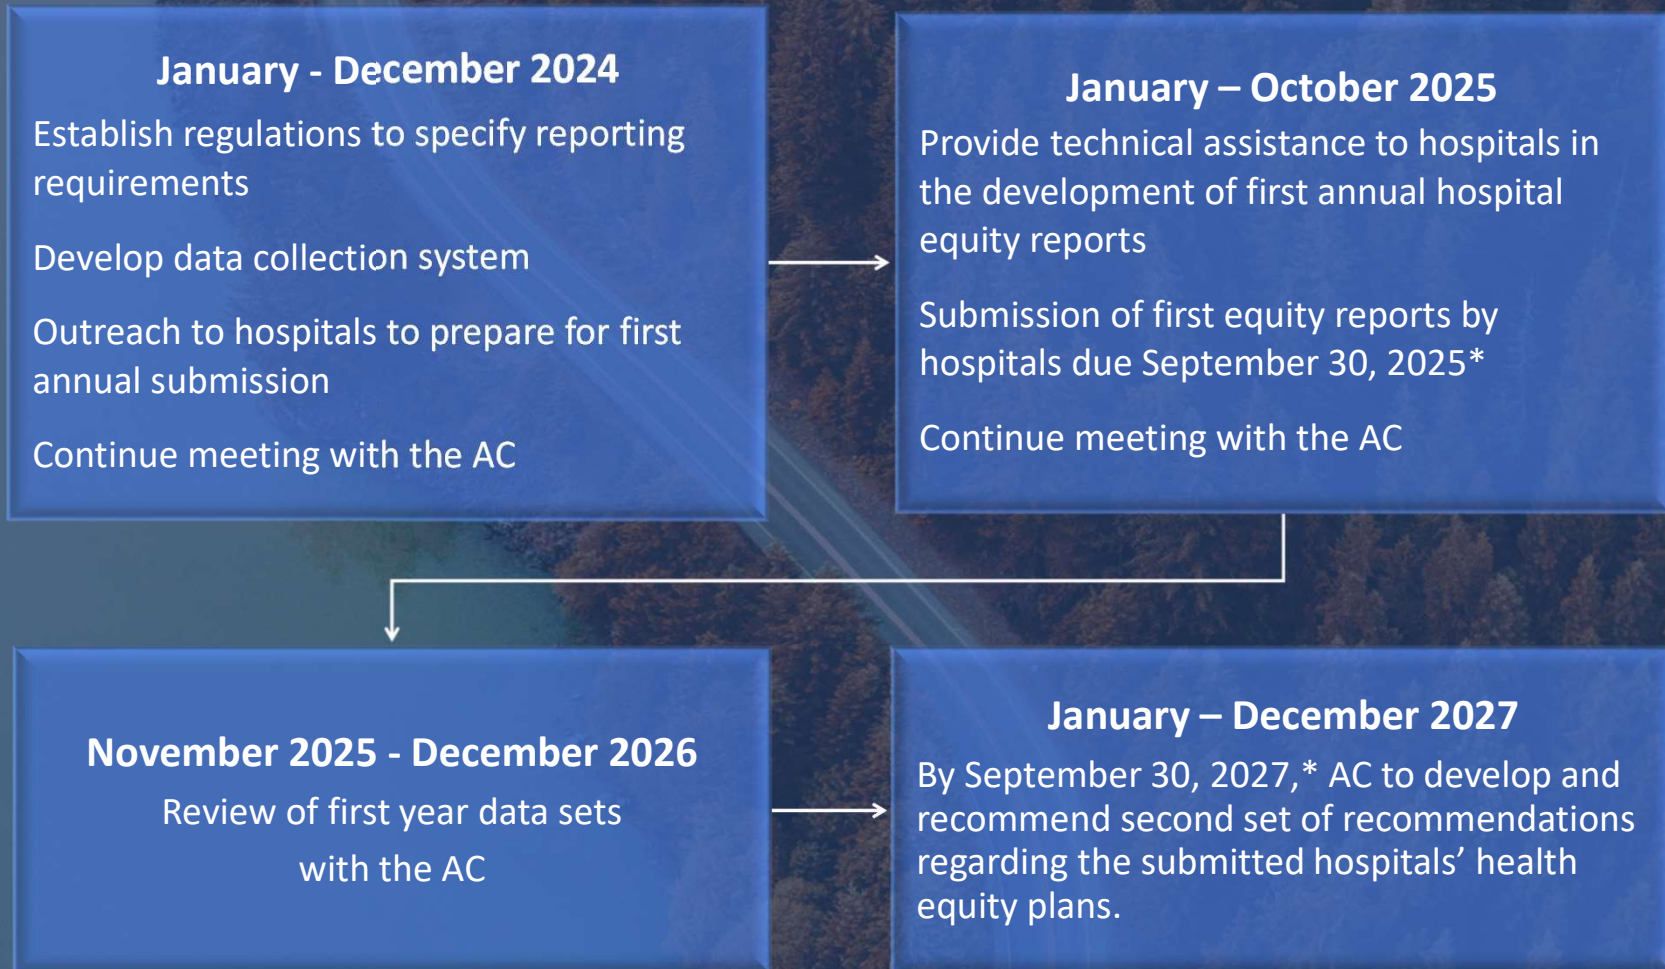 January - December 2024
Establish regulations to specify reporting
requirements
Develop data collection system
Outreach to hospitals to prepare for first
annual submission
Continue meeting with the AC
January – October 2025
Provide technical assistance to hospitals in
the development of first annual hospital
equity reports
Submission of first equity reports by
hospitals due September 30, 2025*
Continue meeting with the AC
November 2025 - December 2026
Review of first year data sets
with the AC
January – December 2027
By September 30, 2027,* AC to develop and
recommend second set of recommendations
regarding the submitted hospitals’ health
equity plans.